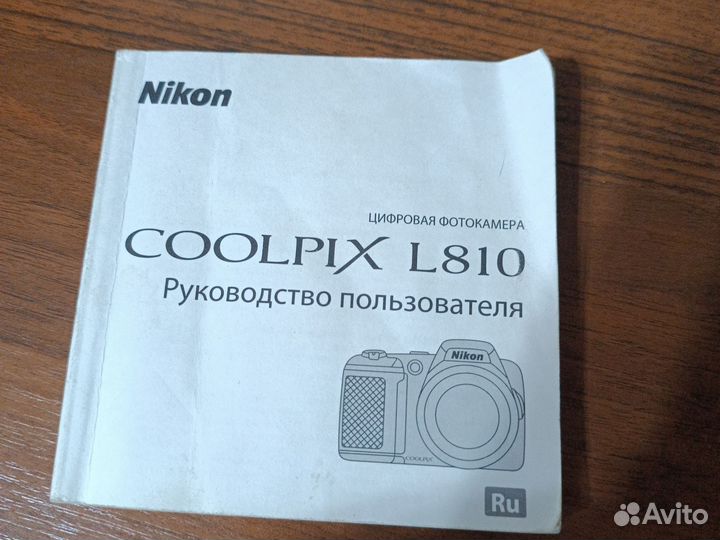 Nikon
ЦИФРОВАЯ ФОТОКАМЕРА
COOLPIX L810
Руководство пользователя
Nikon
COOLPIX
Ru
Avito